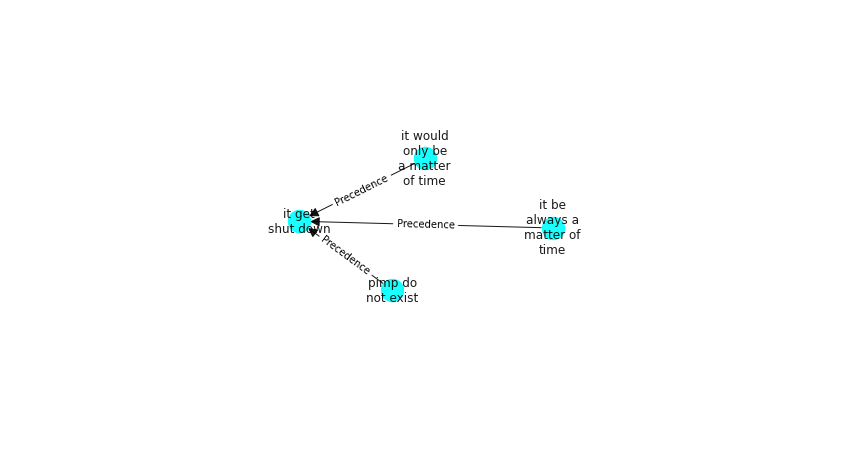 it would
only be
a matter
of time
Precedence
it get
shut down
Precedence
it be
always a
matter of
time
Precedence
pimp do
not exist